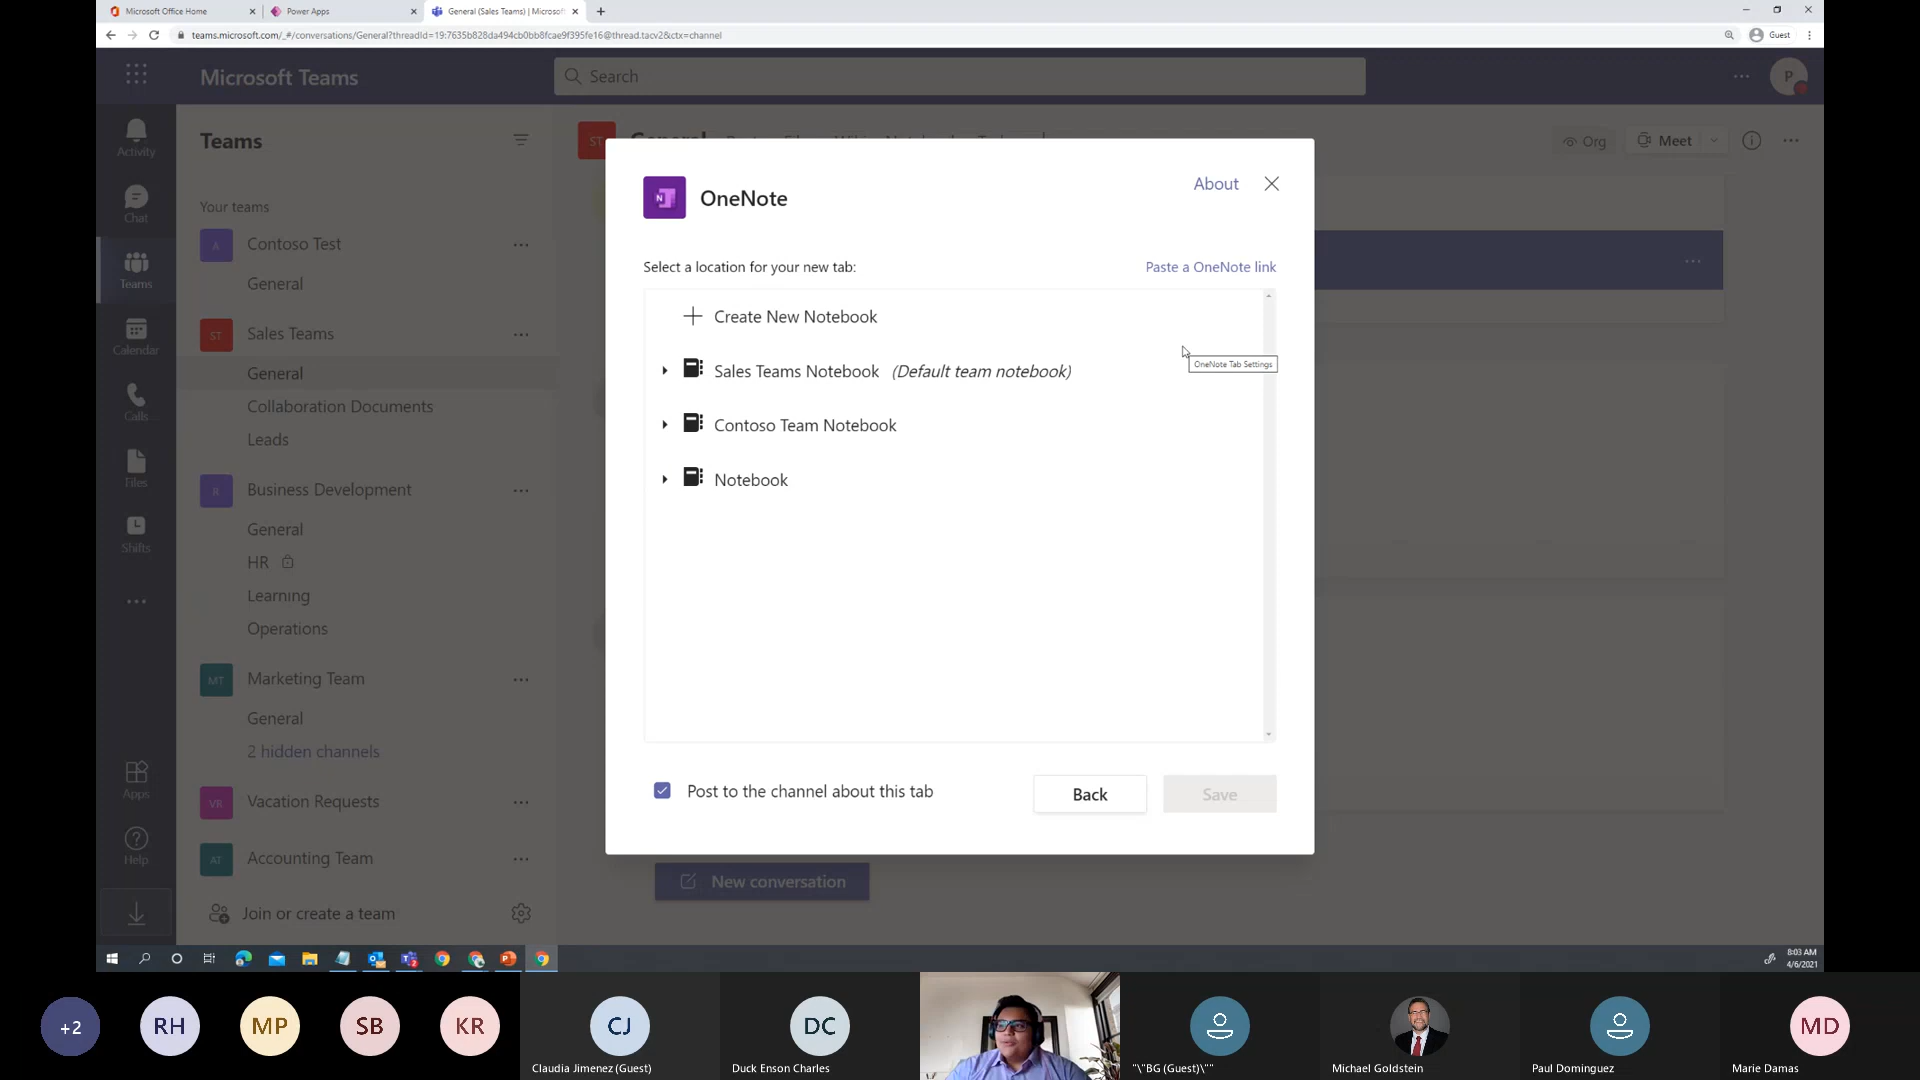 Microsoft Office Home
Power Apps
General (Sales Teams) | Microsof
teams.microsoft.com/_#/conversations/General?threadId=19:7635b828da494cb0bb8fcae9f395fe16@thread.tacv2&ctx=channel
Guest
Microsoft Teams
Search
P
Activity
Chat
Teams
Calendar
Calls
Files
Shifts
Apps
Help
Teams
Your teams
A Contoso Test
General
ST Sales Teams
General
Collaboration Documents
Leads
R Business Development
General
HR
Learning
Operations
MT Marketing Team
General
2 hidden channels
VR Vacation Requests
AT Accounting Team
Join or create a team
ST General
Org
Meet
OneNote
About
Select a location for your new tab:
Paste a OneNote link
Create New Notebook
Sales Teams Notebook (Default team notebook)
OneNote Tab Settings
Contoso Team Notebook
Notebook
Post to the channel about this tab
Back
Save
New conversation
8:03 AM
4/6/2021
+2
RH
MP
SB
KR
CJ
Claudia Jimenez (Guest)
DC
Duck Enson Charles
"\"BG (Guest)\""
Michael Goldstein
Paul Dominguez
MD
Marie Damas